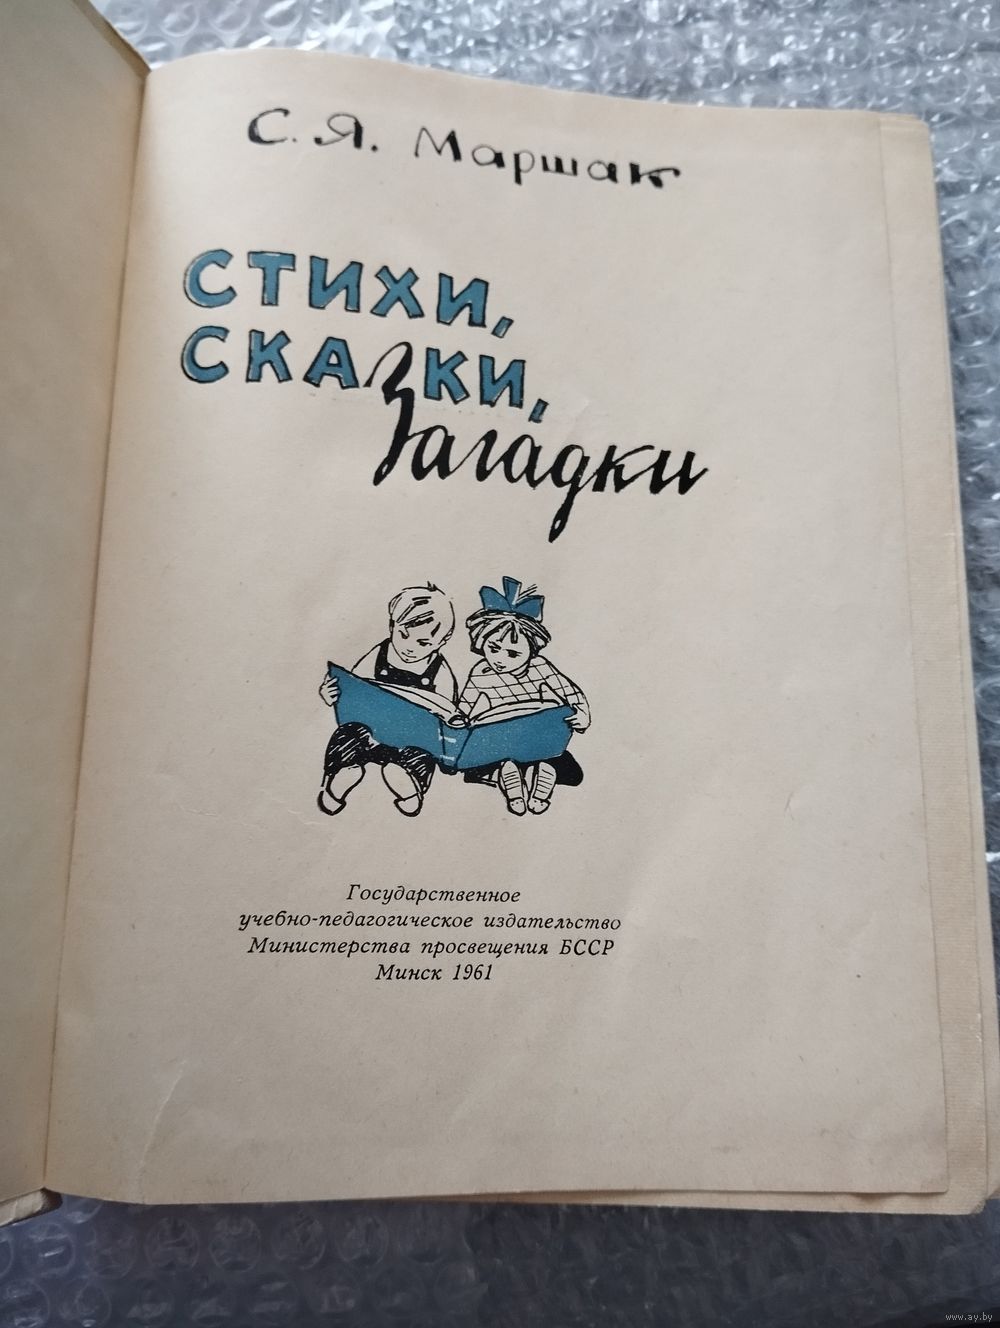 С. Я. Маршак
СТИХИ,
СКАЗКИ,
Загадки
Государственное
учебно-педагогическое издательство
Министерства просвещения БССР
Минск 1961
www.ay.by